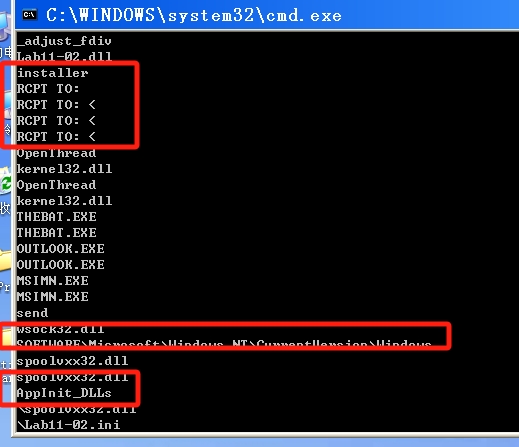 C:\WINDOWS\system32\cmd.exe
_adjust_fdiv
Lab11-02.dll
installer
RCPT TO:
RCPT TO: <
RCPT TO: <
RCPT TO: <
OpenThread
kernel32.dll
OpenThread
kernel32.dll
THEBAT.EXE
THEBAT.EXE
OUTLOOK.EXE
OUTLOOK.EXE
MSIMN.EXE
MSIMN.EXE
send
wsock32.dll
SOFTWARE\Microsoft\Windows NT\CurrentVersion\Windows
spoolvxx32.dll
spoolvxx32.dll
AppInit_DLLs
\spoolvxx32.dll
\Lab11-02.ini